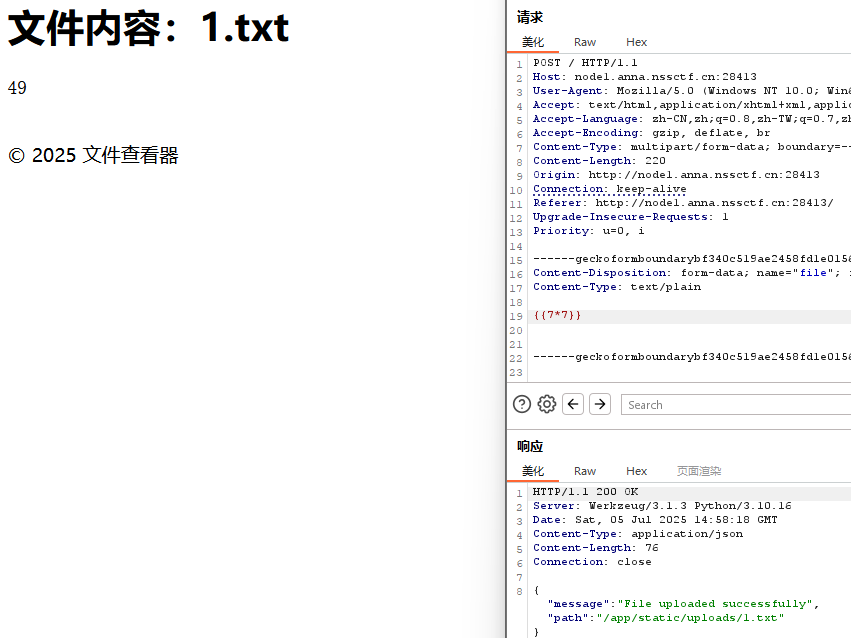 文件内容：1.txt
49
© 2025 文件查看器
请求
美化 Raw Hex
1 POST / HTTP/1.1
2 Host: node1.anna.nssctf.cn:28413
3 User-Agent: Mozilla/5.0 (Windows NT 10.0; Win
4 Accept: text/html,application/xhtml+xml,applic
5 Accept-Language: zh-CN,zh;q=0.8,zh-TW;q=0.7,zh
6 Accept-Encoding: gzip, deflate, br
7 Content-Type: multipart/form-data; boundary=--
8 Content-Length: 220
9 Origin: http://node1.anna.nssctf.cn:28413
10 Connection: keep-alive
11 Referer: http://node1.anna.nssctf.cn:28413/
12 Upgrade-Insecure-Requests: 1
13 Priority: u=0, i
14
15 ------geckoformboundarybf340c519ae2458fd1e0156
16 Content-Disposition: form-data; name="file";
17 Content-Type: text/plain
18
19 {{7*7}}
20
21
22 ------geckoformboundarybf340c519ae2458fd1e0156
23
Search
响应
美化 Raw Hex 页面渲染
1 HTTP/1.1 200 OK
2 Server: Werkzeug/3.1.3 Python/3.10.16
3 Date: Sat, 05 Jul 2025 14:58:18 GMT
4 Content-Type: application/json
5 Content-Length: 76
6 Connection: close
7
8 {
"message":"File uploaded successfully",
"path":"/app/static/uploads/1.txt"
}